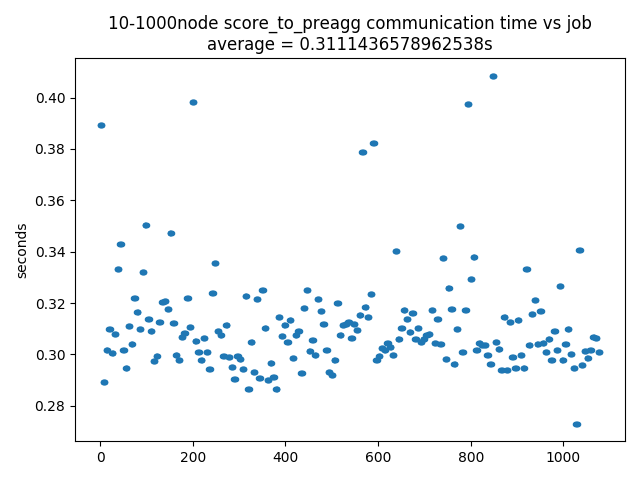 10-1000node score_to_preagg communication time vs job
average = 0.3111436578962538s
0.40
0.38
0.36
0.34
0.32
0.30
0.28
seconds
0 200 400 600 800 1000